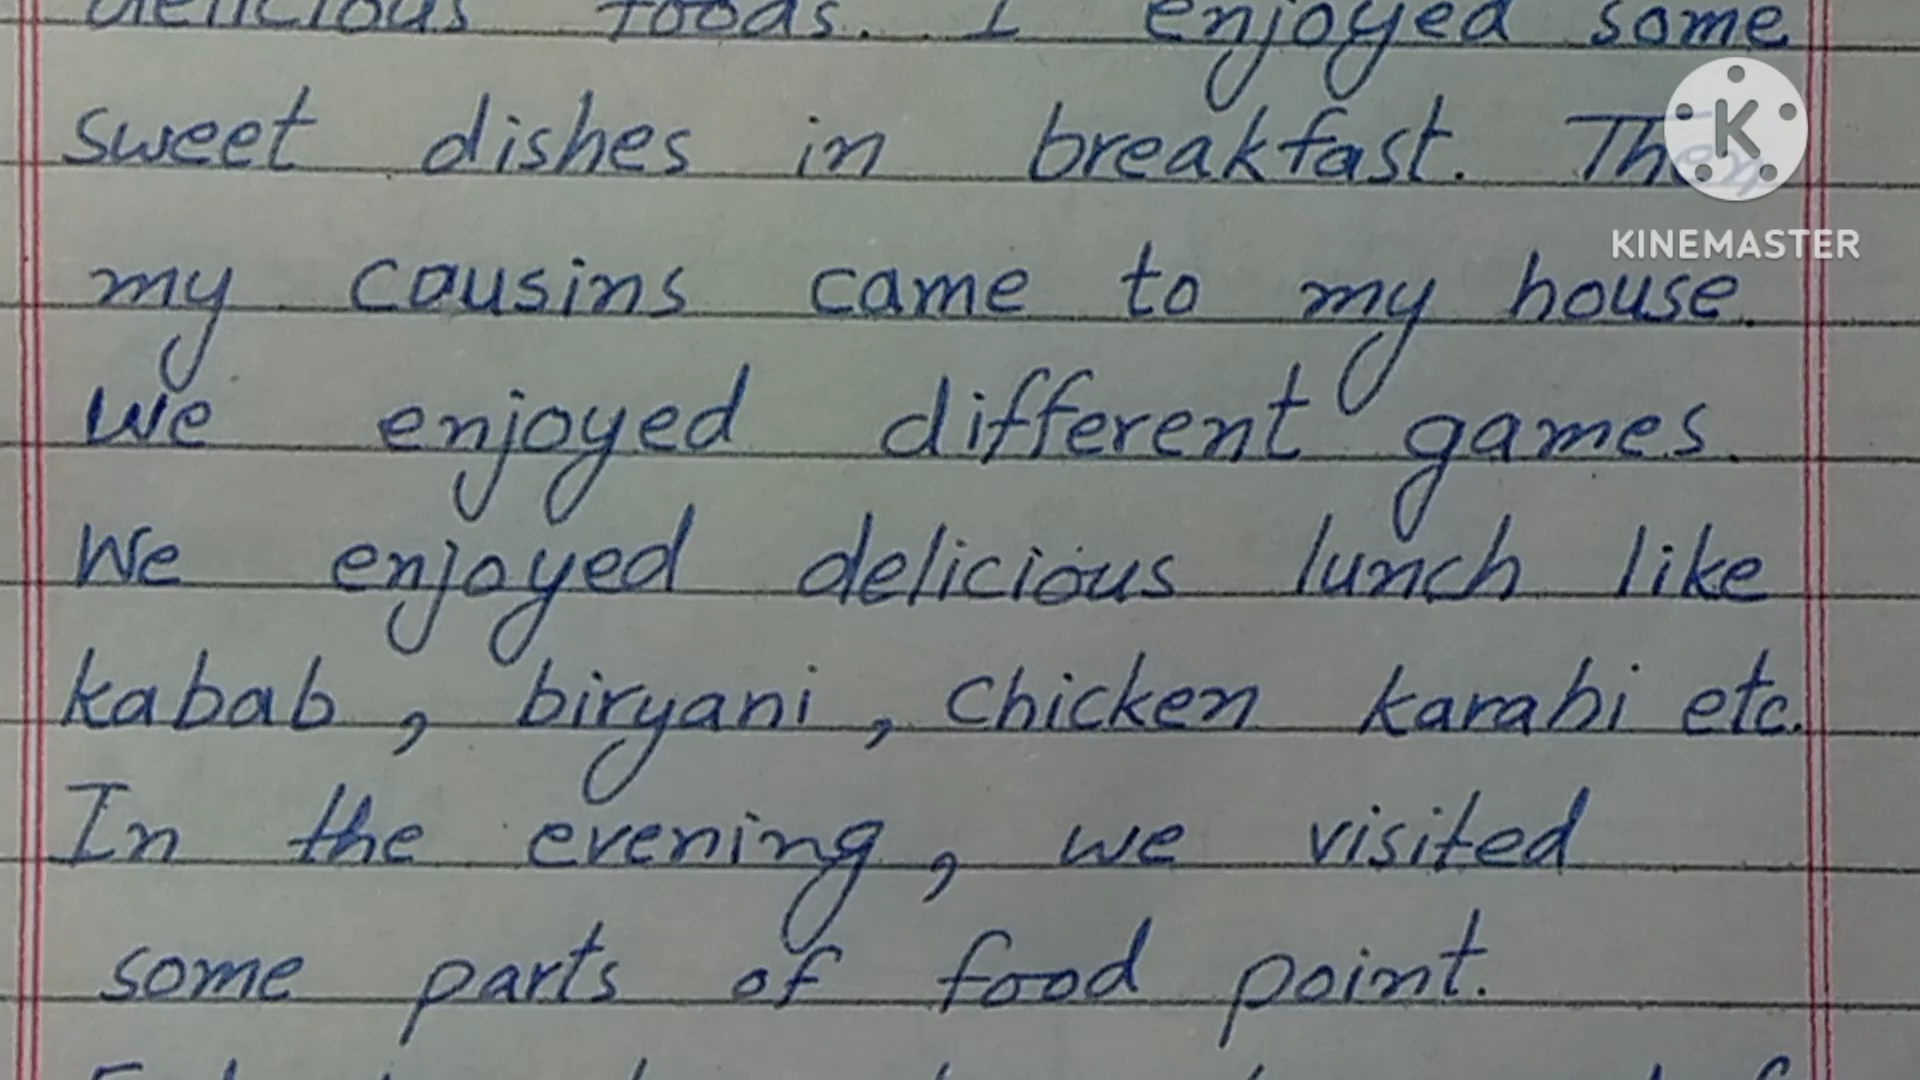 delicious foods. I enjoyed some
sweet dishes in breakfast. Then
KINEMASTER
my cousins came to my house.
We enjoyed different games.
We enjoyed delicious lunch like
kabab, biryani, chicken karahi etc.
In the evening, we visited
some parts of food point.